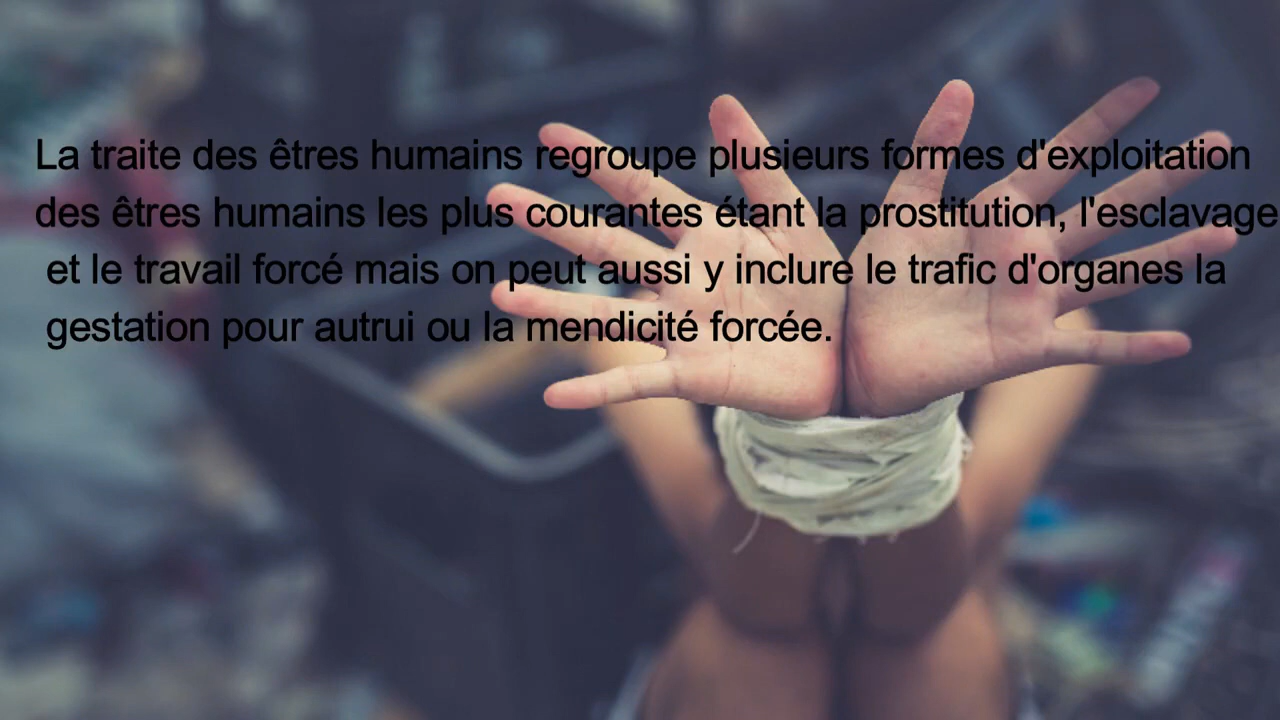 La traite des êtres humains regroupe plusieurs formes d'exploitation
des êtres humains les plus courantes étant la prostitution, l'esclavage
et le travail forcé mais on peut aussi y inclure le trafic d'organes la
gestation pour autrui ou la mendicité forcée.